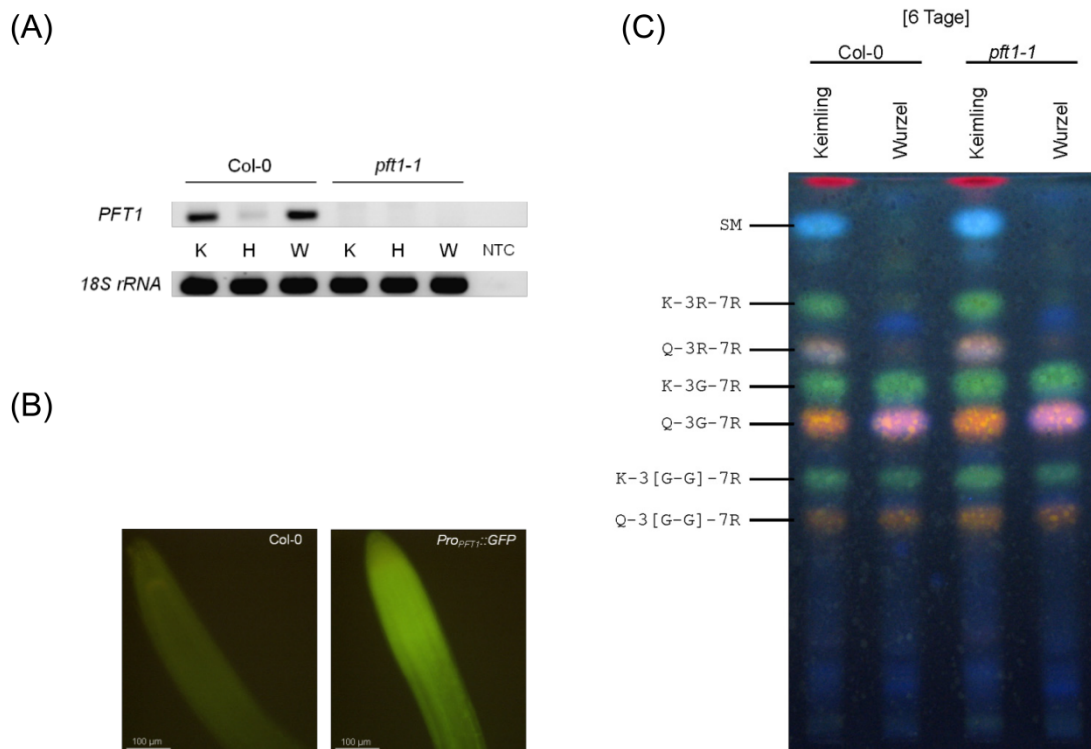 (A)
Col-0 pft1-1
PFT1
K H W K H W NTC
18S rRNA
(B)
Col-0
ProPFT1::GFP
100 µm
100 µm
(C)
[6 Tage]
Col-0 pft1-1
Keimling Wurzel Keimling Wurzel
SM
K-3R-7R
Q-3R-7R
K-3G-7R
Q-3G-7R
K-3[G-G]-7R
Q-3[G-G]-7R